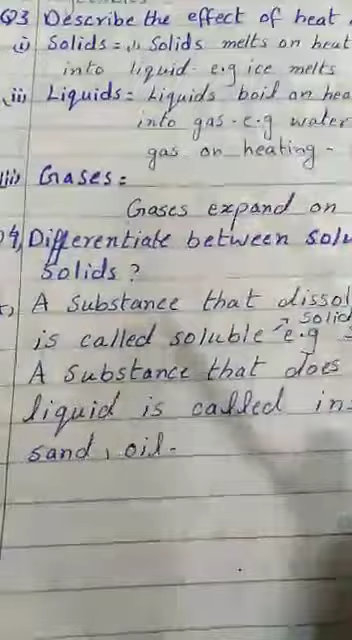 Q3 Describe the effect of heat
(i) Solids = Solids melts on heat
into liquid. e.g ice melts
(ii) Liquids = Liquids boil on hea
into gas. e.g water
gas on heating -
(iii) Gases =
Gases expand on
Q4, Differentiate between solu
Solids?
A substance that dissol
is called soluble solid e.g
A substance that does
liquid is called in
sand, oil.